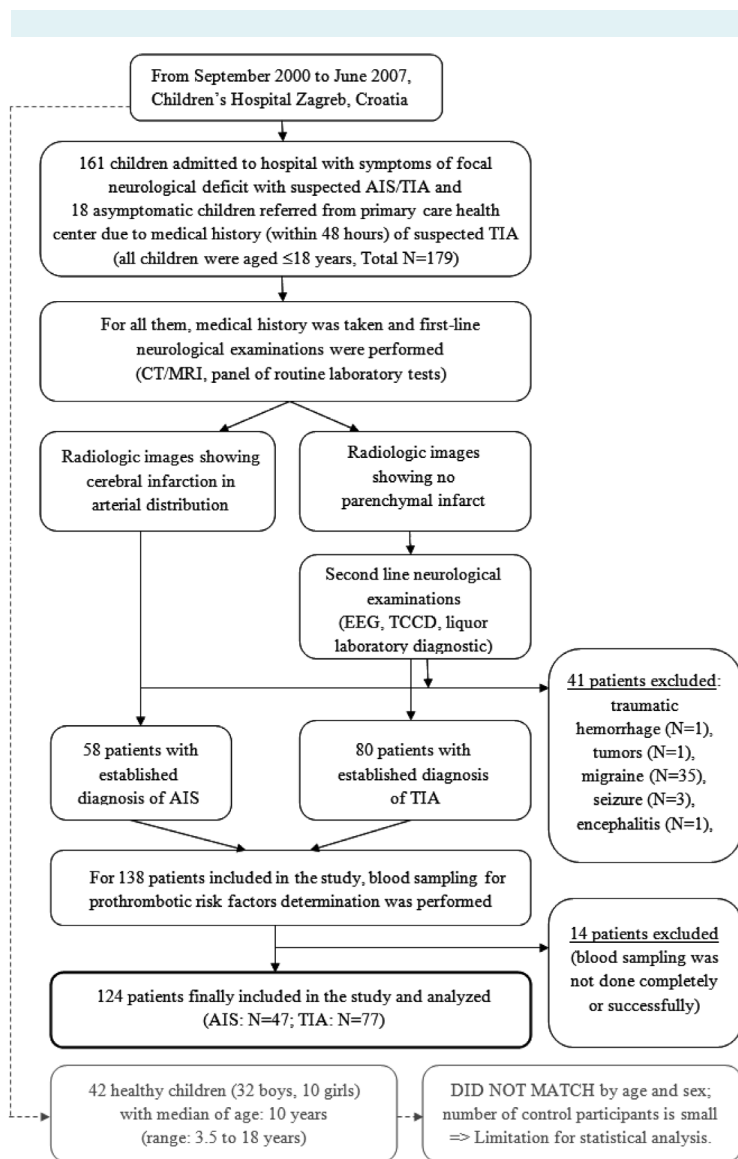 From September 2000 to June 2007,
Children's Hospital Zagreb, Croatia
161 children admitted to hospital with symptoms of focal
neurological deficit with suspected AIS/TIA and
18 asymptomatic children referred from primary care health
center due to medical history (within 48 hours) of suspected TIA
(all children were aged ≤18 years, Total N=179)
For all them, medical history was taken and first-line
neurological examinations were performed
(CT/MRI, panel of routine laboratory tests)
Radiologic images showing
cerebral infarction in
arterial distribution
Radiologic images
showing no
parenchymal infarct
Second line neurological
examinations
(EEG, TCCD, liquor
laboratory diagnostic)
41 patients excluded:
traumatic
hemorrhage (N=1),
tumors (N=1),
migraine (N=35),
seizure (N=3),
encephalitis (N=1),
58 patients with
established
diagnosis of AIS
80 patients with
established diagnosis
of TIA
For 138 patients included in the study, blood sampling for
prothrombotic risk factors determination was performed
14 patients excluded
(blood sampling was
not done completely
or successfully)
124 patients finally included in the study and analyzed
(AIS: N=47; TIA: N=77)
42 healthy children (32 boys, 10 girls)
with median of age: 10 years
(range: 3.5 to 18 years)
DID NOT MATCH by age and sex;
number of control participants is small
=> Limitation for statistical analysis.